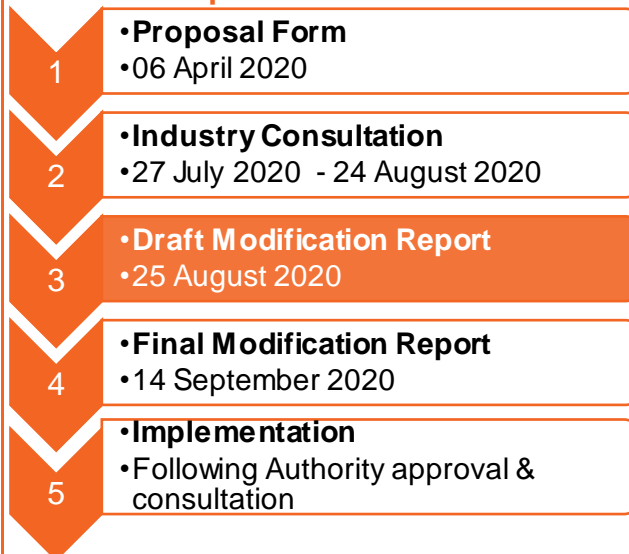 1
•Proposal Form
•06 April 2020
2
•Industry Consultation
•27 July 2020 - 24 August 2020
3
•Draft Modification Report
•25 August 2020
4
•Final Modification Report
•14 September 2020
5
•Implementation
•Following Authority approval &
consultation